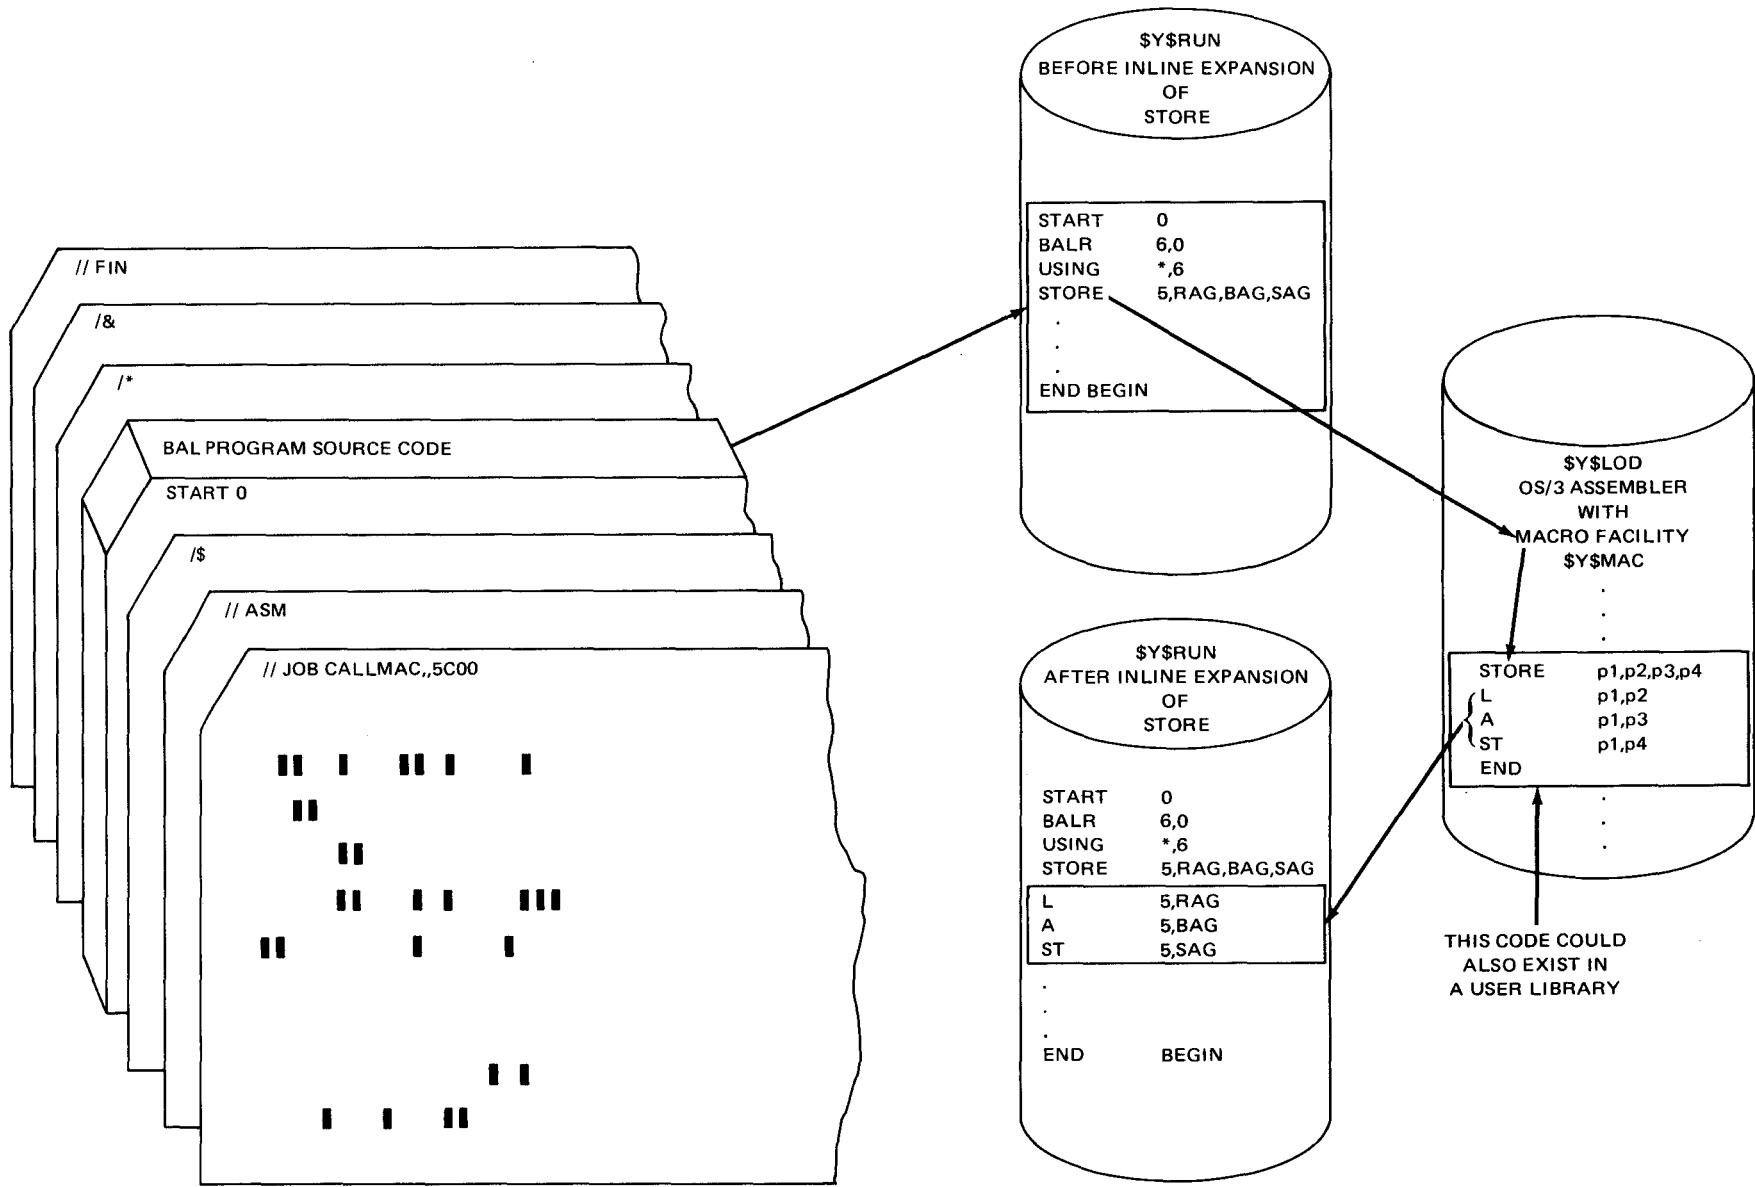 // FIN
/&
/*
BAL PROGRAM SOURCE CODE
START 0
/$
// ASM
// JOB CALLMAC,,5C00
$Y$RUN
BEFORE INLINE EXPANSION
OF
STORE
START 0
BALR 6,0
USING *,6
STORE 5,RAG,BAG,SAG
.
.
.
END BEGIN
$Y$LOD
OS/3 ASSEMBLER
WITH
MACRO FACILITY
$Y$MAC
.
.
.
STORE p1,p2,p3,p4
L p1,p2
A p1,p3
ST p1,p4
END
.
.
.
THIS CODE COULD
ALSO EXIST IN
A USER LIBRARY
$Y$RUN
AFTER INLINE EXPANSION
OF
STORE
START 0
BALR 6,0
USING *,6
STORE 5,RAG,BAG,SAG
L 5,RAG
A 5,BAG
ST 5,SAG
.
.
.
END BEGIN